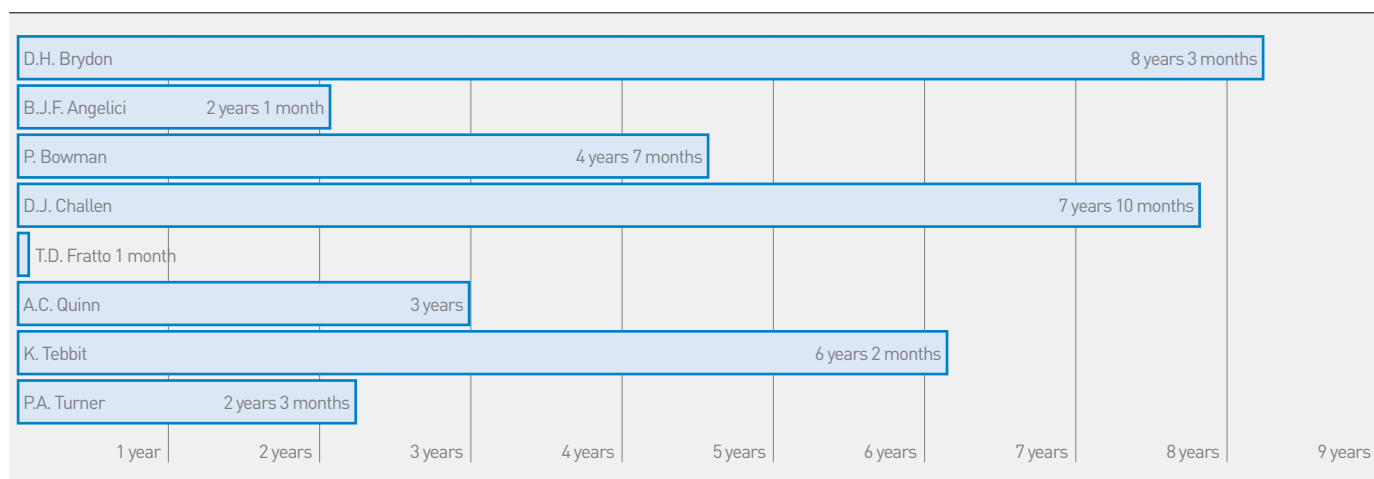 D.H. Brydon 8 years 3 months
B.J.F. Angelici 2 years 1 month
P. Bowman 4 years 7 months
D.J. Challen 7 years 10 months
T.D. Fratto 1 month
A.C. Quinn 3 years
K. Tebbit 6 years 2 months
P.A. Turner 2 years 3 months
1 year 2 years 3 years 4 years 5 years 6 years 7 years 8 years 9 years